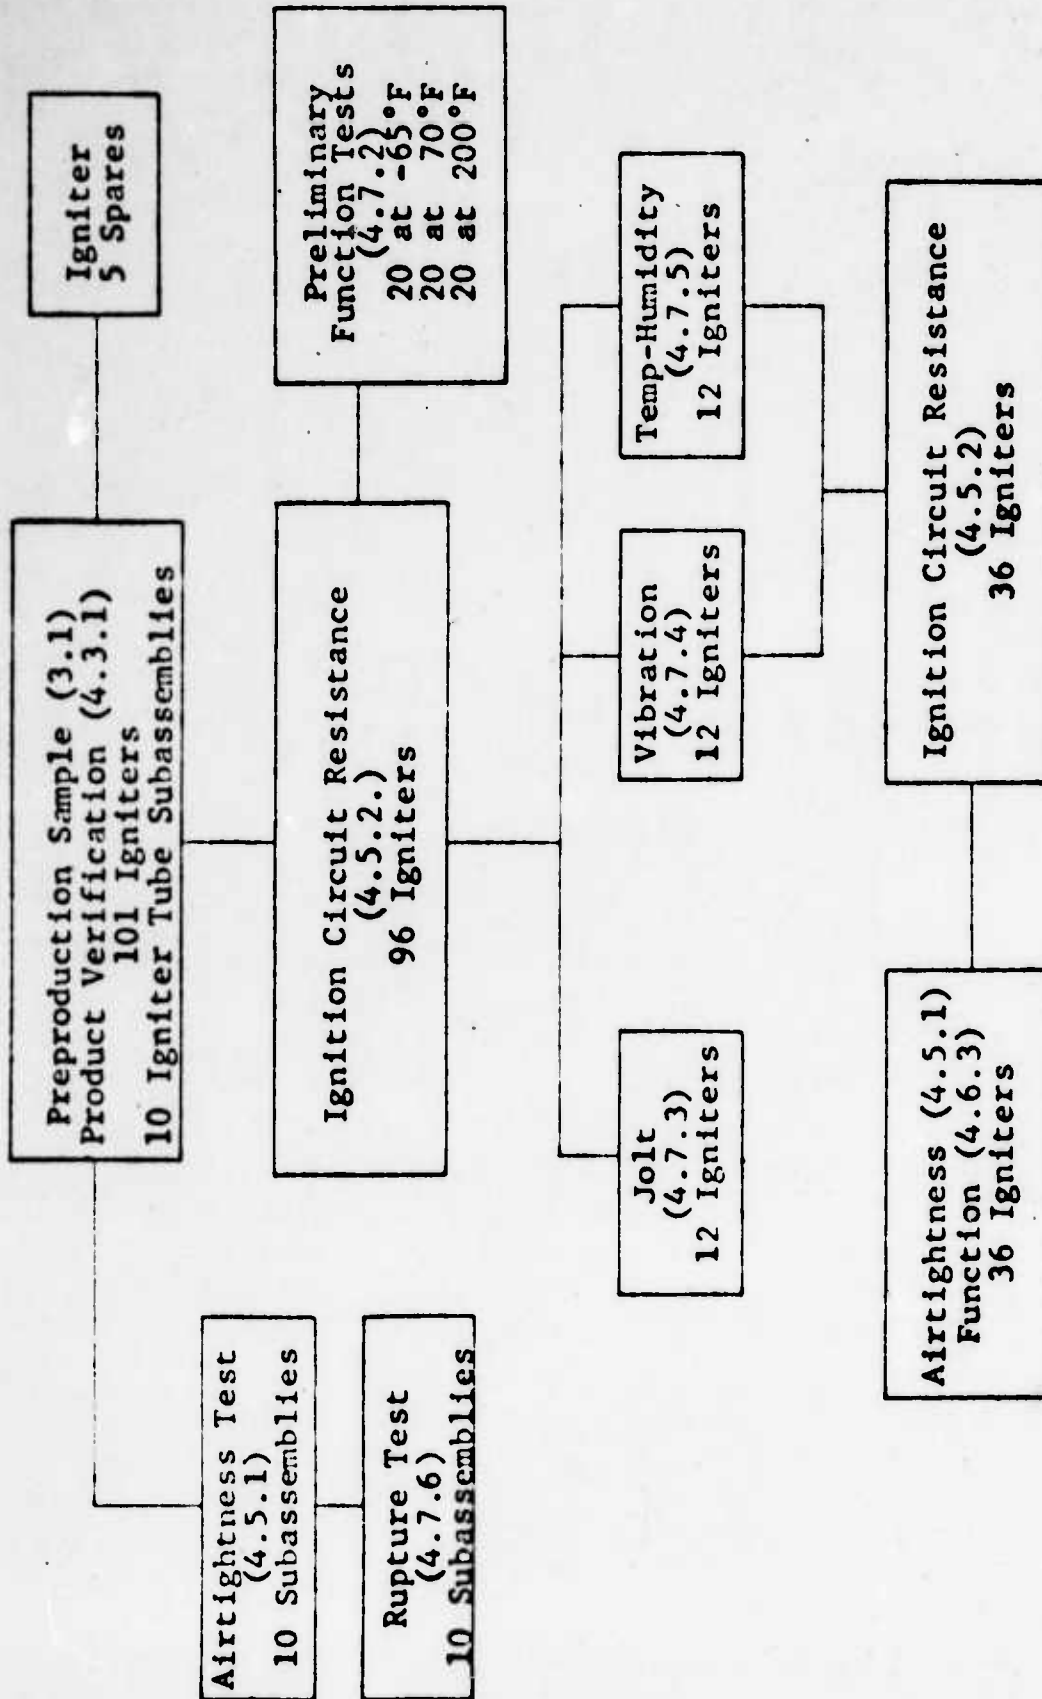 Preproduction Sample (3.1)
Product Verification (4.3.1)
101 Igniters
10 Igniter Tube Subassemblies
Igniter
5 Spares
Airtightness Test
(4.5.1)
10 Subassemblies
Rupture Test
(4.7.6)
10 Subassemblies
Ignition Circuit Resistance
(4.5.2.)
96 Igniters
Preliminary
Function Tests
(4.7.2)
20 at -65°F
20 at 70°F
20 at 200°F
Jolt
(4.7.3)
12 Igniters
Vibration
(4.7.4)
12 Igniters
Temp-Humidity
(4.7.5)
12 Igniters
Airtightness (4.5.1)
Function (4.6.3)
36 Igniters
Ignition Circuit Resistance
(4.5.2)
36 Igniters